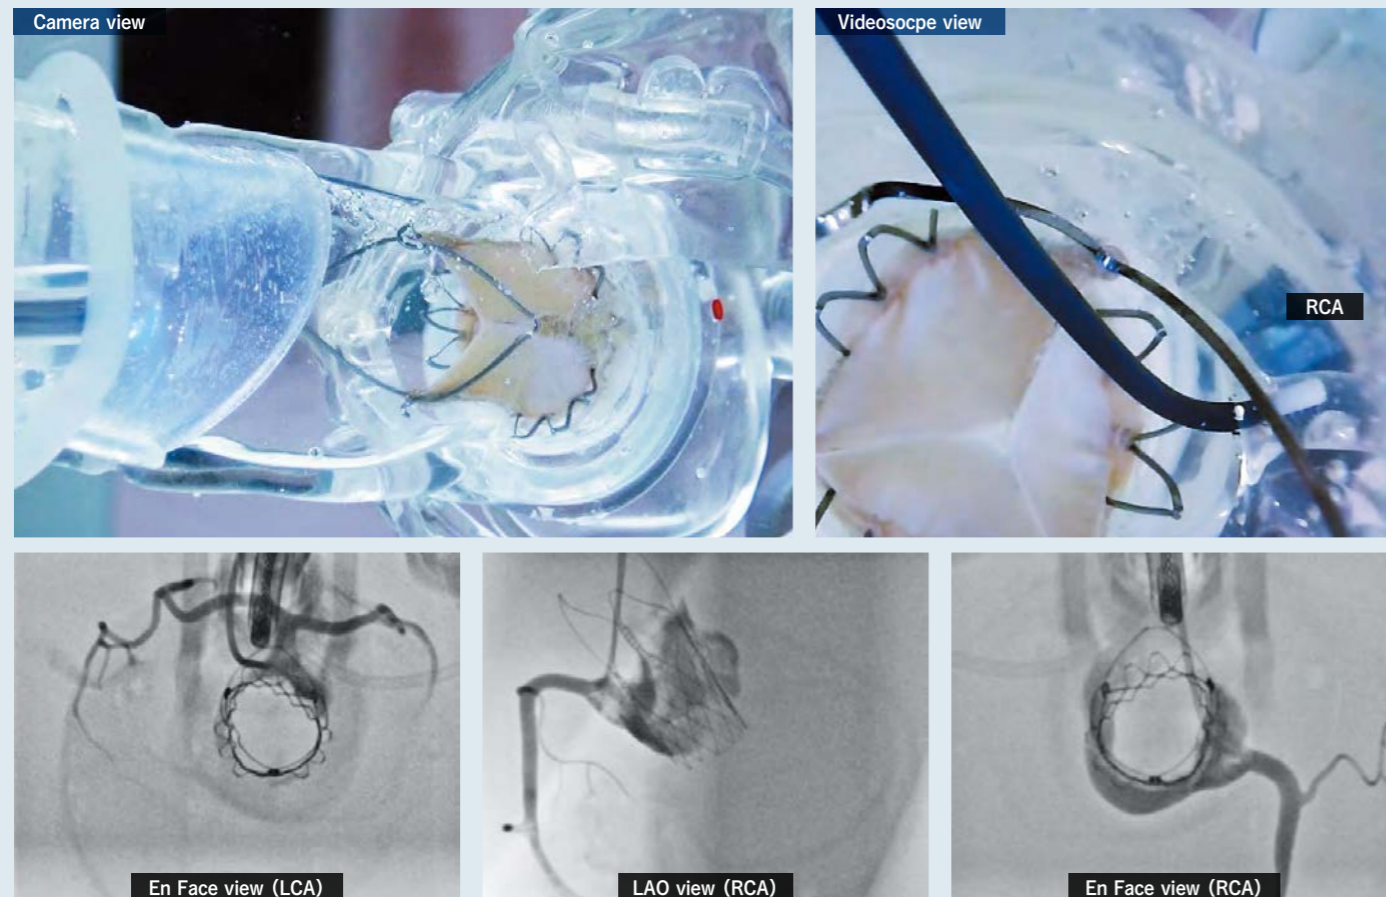 Camera view
Videosocpe view
RCA
En Face view (LCA)
LAO view (RCA)
En Face view (RCA)